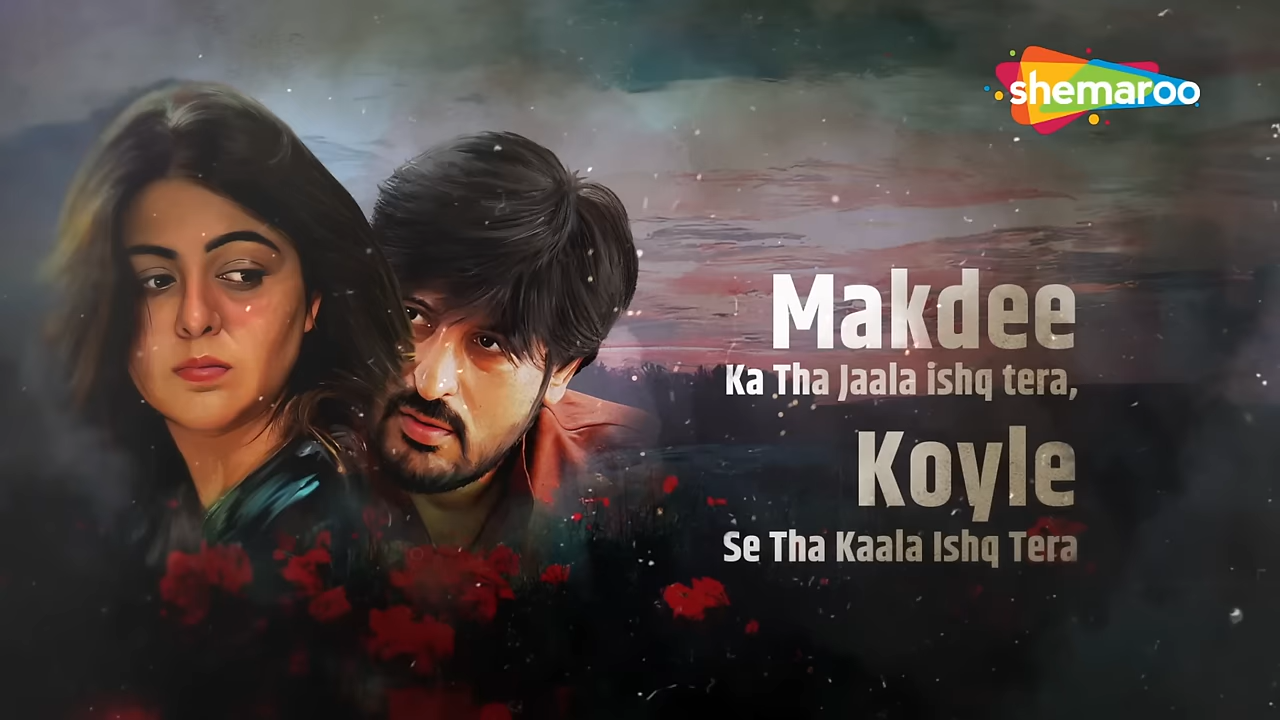 shemaroo
Makdee
Ka Tha Jaala ishq tera,
Koyle
Se Tha Kaala Ishq Tera